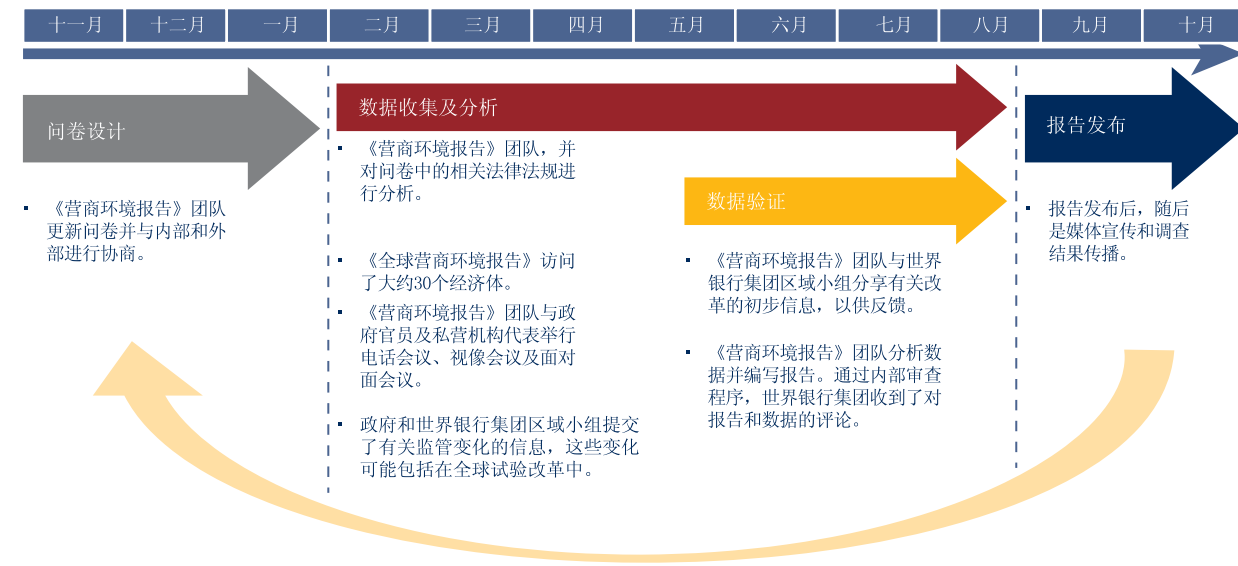 十一月 十二月 一月 二月 三月 四月 五月 六月 七月 八月 九月 十月
问卷设计
▪ 《营商环境报告》团队
更新问卷并与内部和外
部进行协商。
数据收集及分析
▪ 《营商环境报告》团队，并
对问卷中的相关法律法规进
行分析。
▪ 《全球营商环境报告》访问
了大约30个经济体。
▪ 《营商环境报告》团队与政
府官员及私营机构代表举行
电话会议、视像会议及面对
面会议。
▪ 政府和世界银行集团区域小组提交
了有关监管变化的信息，这些变化
可能包括在全球试验改革中。
数据验证
▪ 《营商环境报告》团队与世界
银行集团区域小组分享有关改
革的初步信息，以供反馈。
▪ 《营商环境报告》团队分析数
据并编写报告。通过内部审查
程序，世界银行集团收到了对
报告和数据的评论。
报告发布
▪ 报告发布后，随后
是媒体宣传和调查
结果传播。